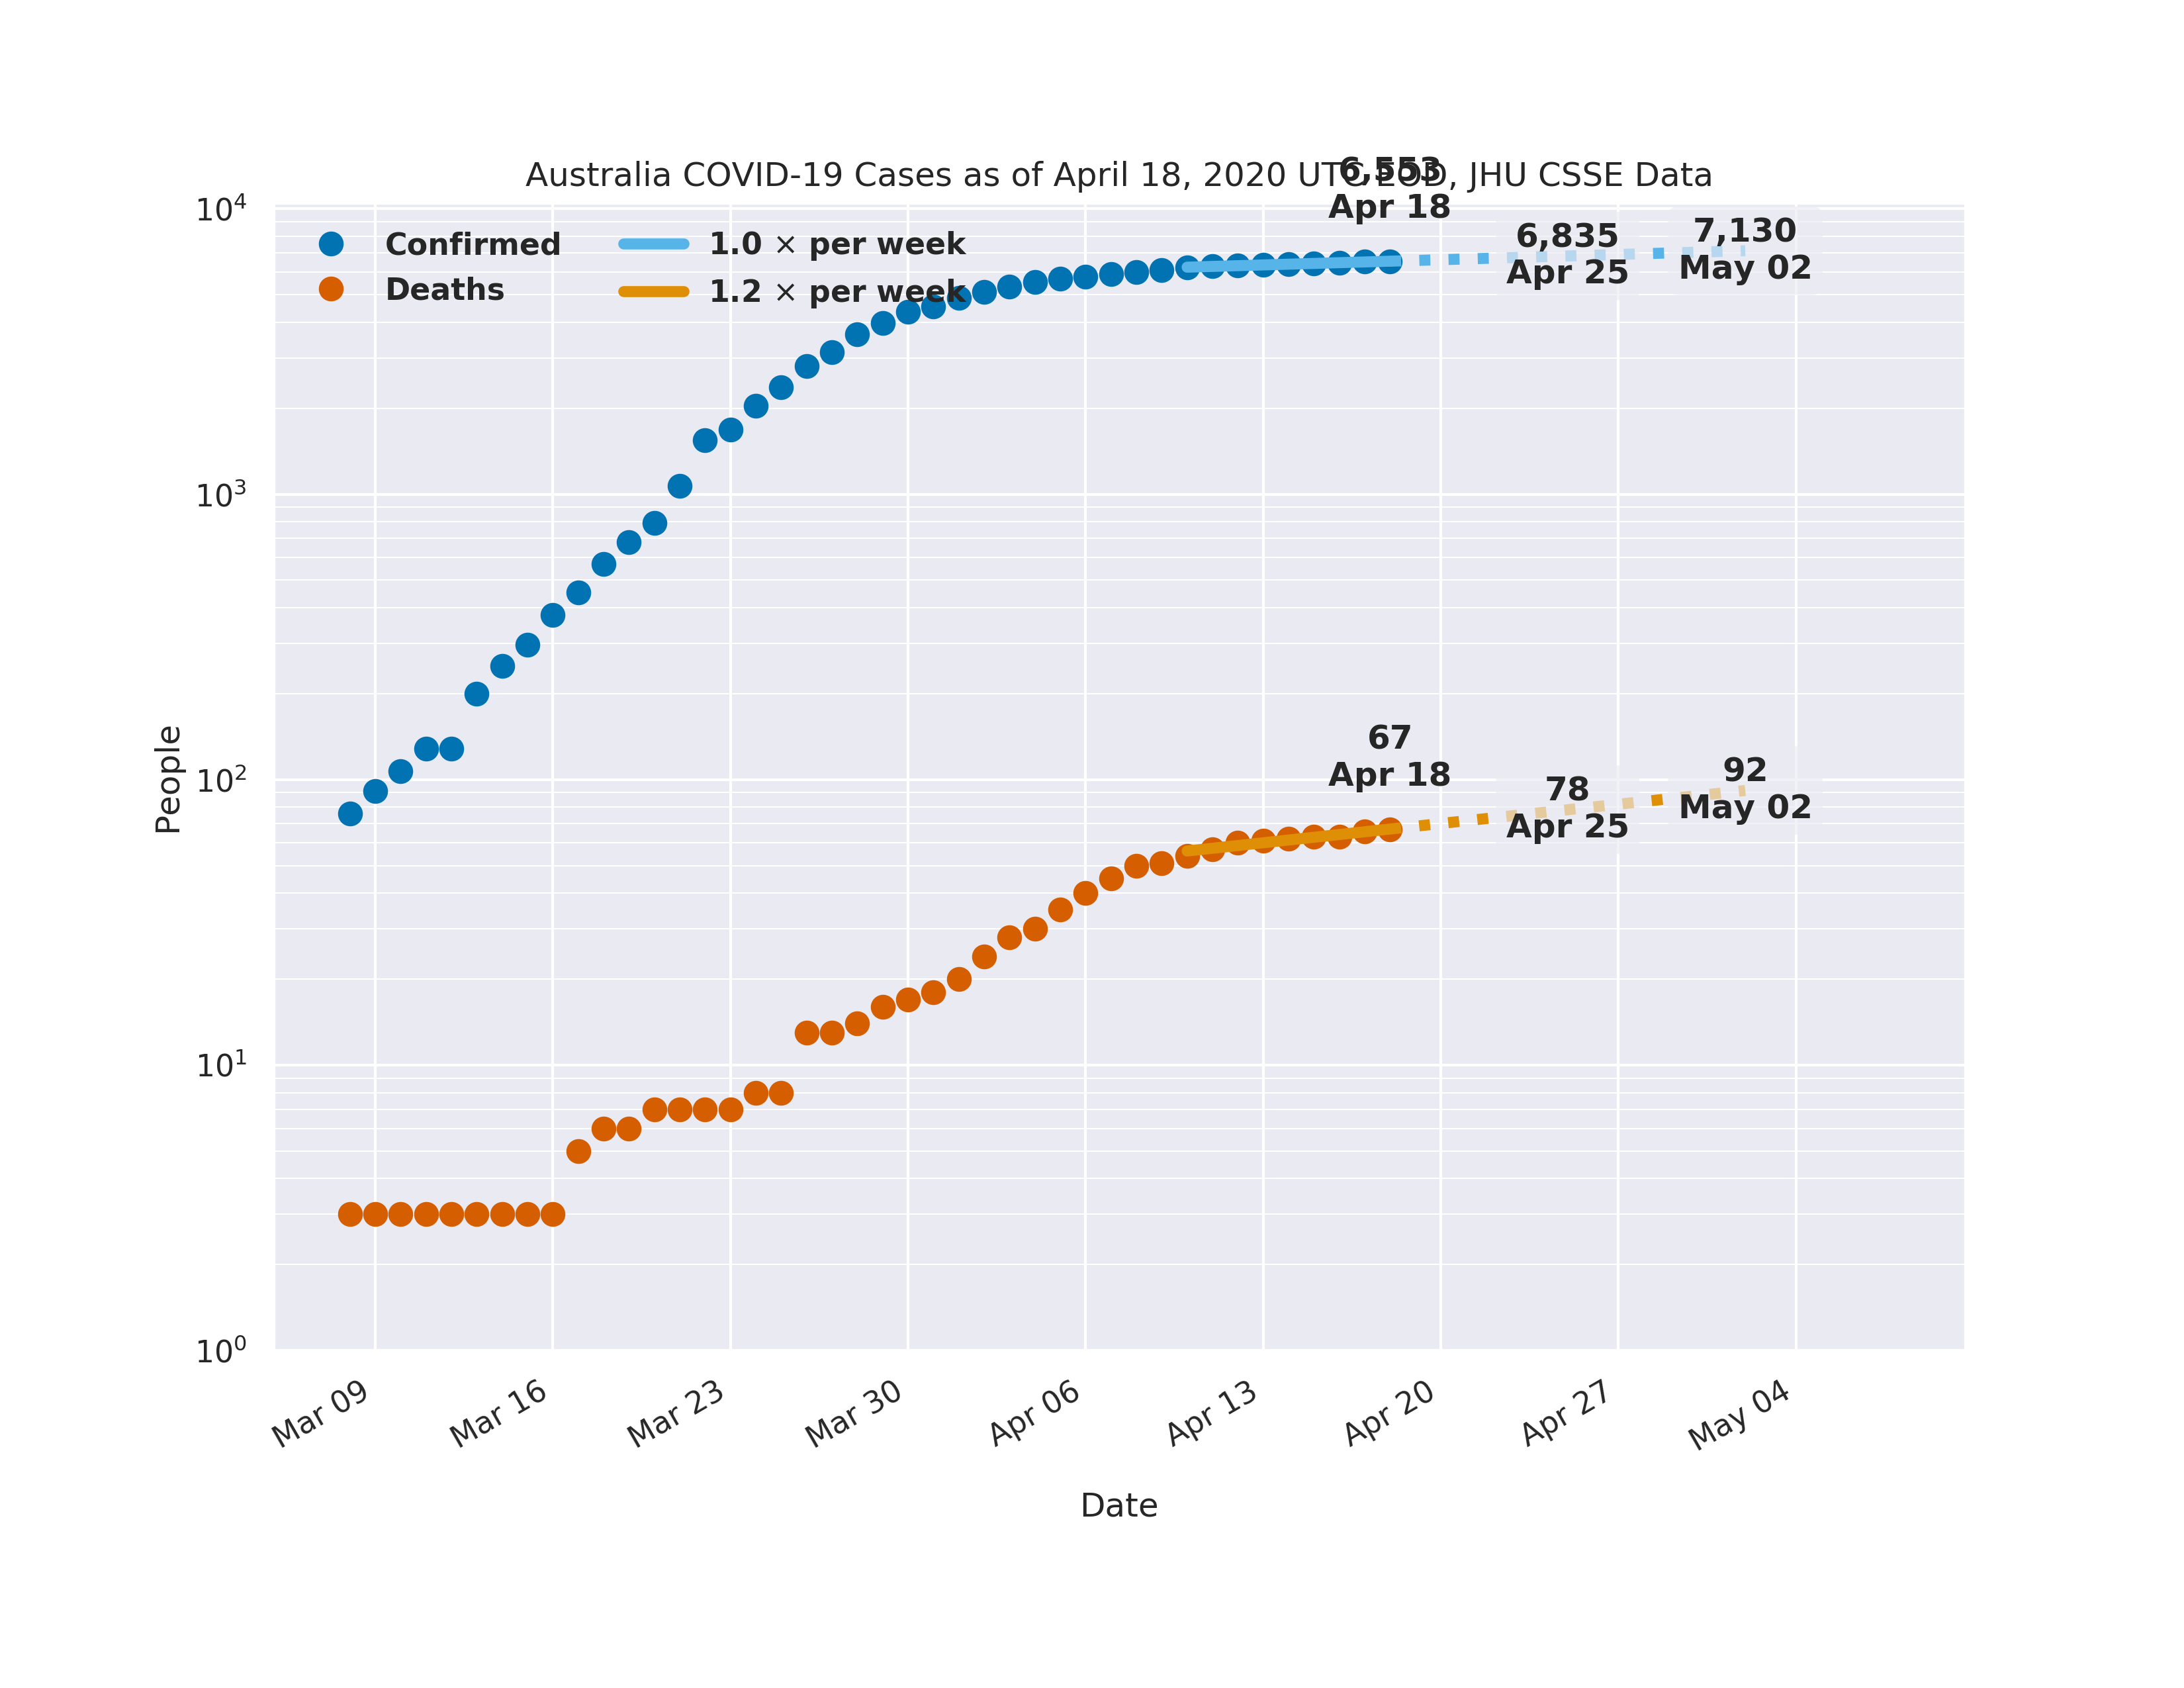 Australia COVID-19 Cases as of April 18, 2020 UTC EOD, JHU CSSE Data
6,553
Apr 18
6,835
Apr 25
7,130
May 02
Confirmed
Deaths
1.0 × per week
1.2 × per week
67
Apr 18
78
Apr 25
92
May 02
People
10⁴
10³
10²
10¹
10⁰
Mar 09
Mar 16
Mar 23
Mar 30
Apr 06
Apr 13
Apr 20
Apr 27
May 04
Date